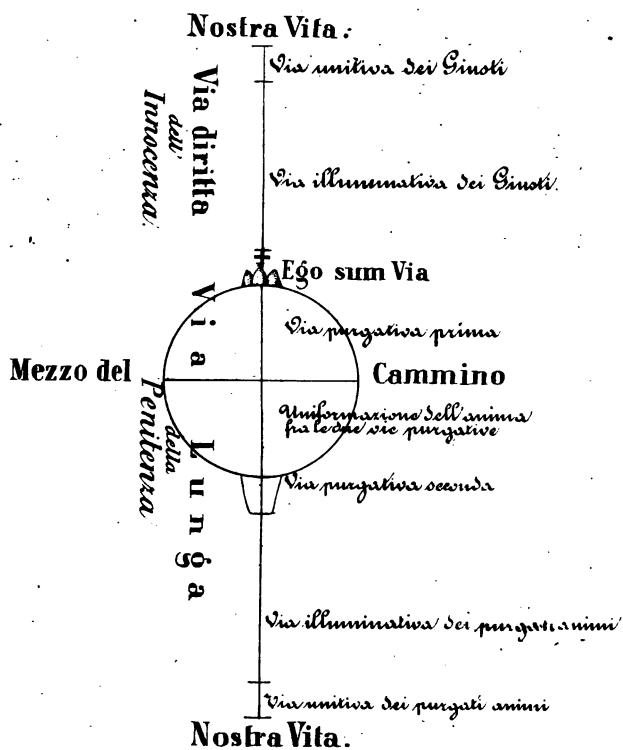 Nostra Vita.
Via unitiva dei Giusti
Via diritta
dell'
Innocenza.
Via illuminativa dei Giusti.
Ego sum Via
Via purgativa prima
Mezzo del Cammino
Uniformazione dell'anima
fra le due vie purgative
Via purgativa seconda
Via Lunga
della
Penitenza
Via illuminativa dei purgati animi
Via unitiva dei purgati animi
Nostra Vita.